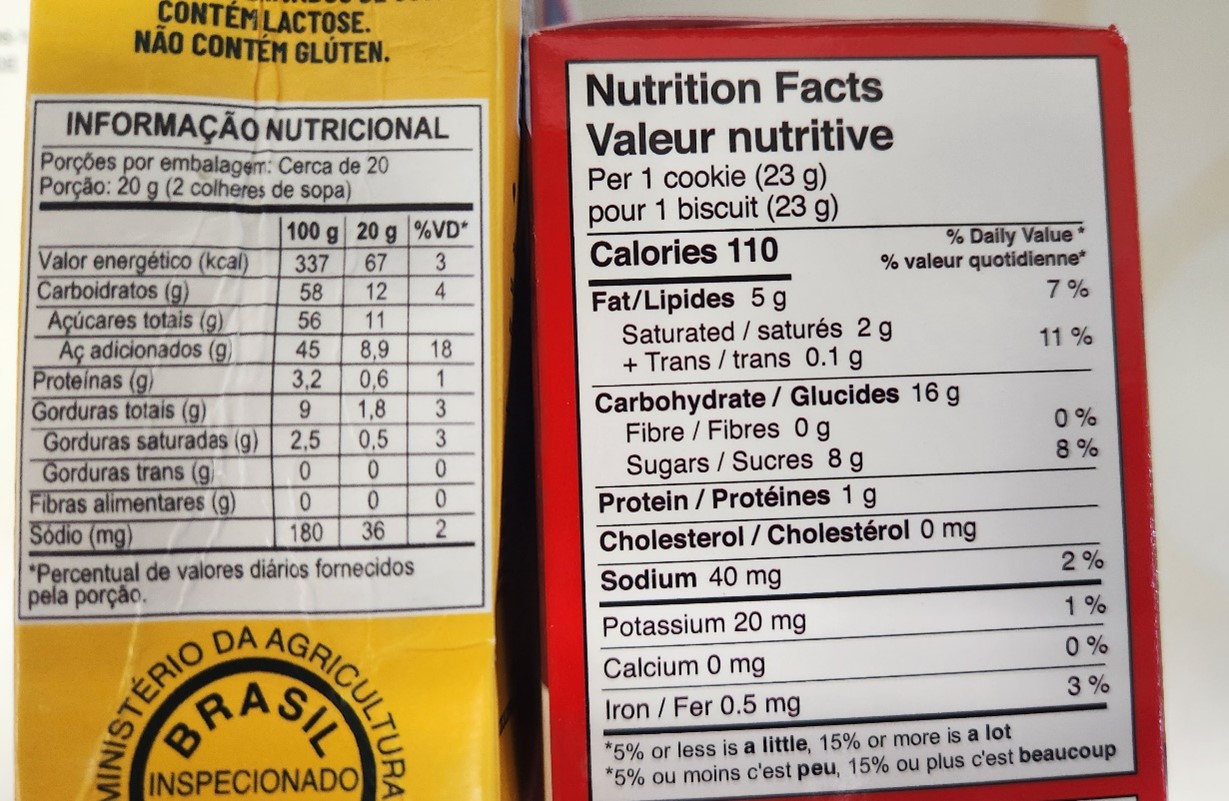 CONTÉM LACTOSE.
NÃO CONTÉM GLÚTEN.
INFORMAÇÃO NUTRICIONAL
Porções por embalagem: Cerca de 20
Porção: 20 g (2 colheres de sopa)
100 g 20 g %VD*
Valor energético (kcal) 337 67 3
Carboidratos (g) 58 12 4
Açúcares totais (g) 56 11
Aç adicionados (g) 45 8,9 18
Proteínas (g) 3,2 0,6 1
Gorduras totais (g) 9 1,8 3
Gorduras saturadas (g) 2,5 0,5 3
Gorduras trans (g) 0 0 0
Fibras alimentares (g) 0 0 0
Sódio (mg) 180 36 2
*Percentual de valores diários fornecidos
pela porção.
MINISTÉRIO DA AGRICULTURA
BRASIL
INSPECIONADO
Nutrition Facts
Valeur nutritive
Per 1 cookie (23 g)
pour 1 biscuit (23 g)
Calories 110
% Daily Value *
% valeur quotidienne*
Fat/Lipides 5 g 7 %
Saturated / saturés 2 g
+ Trans / trans 0.1 g 11 %
Carbohydrate / Glucides 16 g
Fibre / Fibres 0 g 0 %
Sugars / Sucres 8 g 8 %
Protein / Protéines 1 g
Cholesterol / Cholestérol 0 mg
Sodium 40 mg 2 %
Potassium 20 mg 1 %
Calcium 0 mg 0 %
Iron / Fer 0.5 mg 3 %
*5% or less is a little, 15% or more is a lot
*5% ou moins c'est peu, 15% ou plus c'est beaucoup